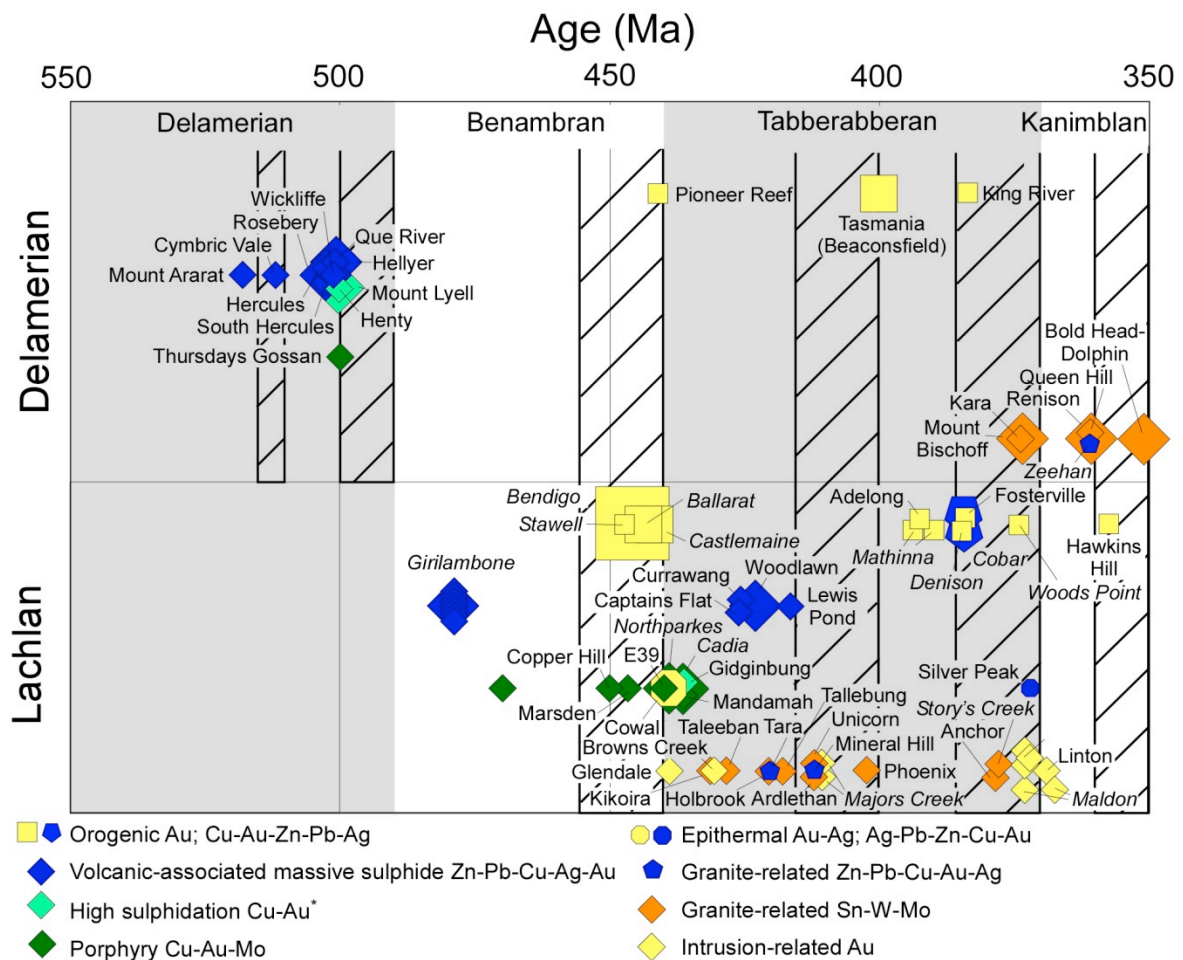 Age (Ma)
550 500 450 400 350
Delamerian Benambran Tabberabberan Kanimblan
Delamerian
Wickliffe
Rosebery
Que River
Cymbric Vale
Hellyer
Mount Ararat
Hercules
Mount Lyell
South Hercules
Henty
Thursdays Gossan
Pioneer Reef
Tasmania
(Beaconsfield)
King River
Bold Head-
Dolphin
Queen Hill
Renison
Kara
Mount
Bischoff
Zeehan
Lachlan
Bendigo
Ballarat
Stawell
Castlemaine
Adelong
Fosterville
Mathinna
Cobar
Denison
Hawkins
Hill
Woods Point
Girilambone
Currawang
Woodlawn
Captains Flat
Lewis
Pond
Northparkes
Cadia
Copper Hill
E39
Gidginbung
Marsden
Mandamah
Cowal
Tallebung
Silver Peak
Taleeban
Tara
Unicorn
Story's Creek
Browns Creek
Mineral Hill
Anchor
Linton
Glendale
Phoenix
Kikoira
Holbrook
Ardlethan
Majors Creek
Maldon
Orogenic Au; Cu-Au-Zn-Pb-Ag
Volcanic-associated massive sulphide Zn-Pb-Cu-Ag-Au
High sulphidation Cu-Au*
Porphyry Cu-Au-Mo
Epithermal Au-Ag; Ag-Pb-Zn-Cu-Au
Granite-related Zn-Pb-Cu-Au-Ag
Granite-related Sn-W-Mo
Intrusion-related Au